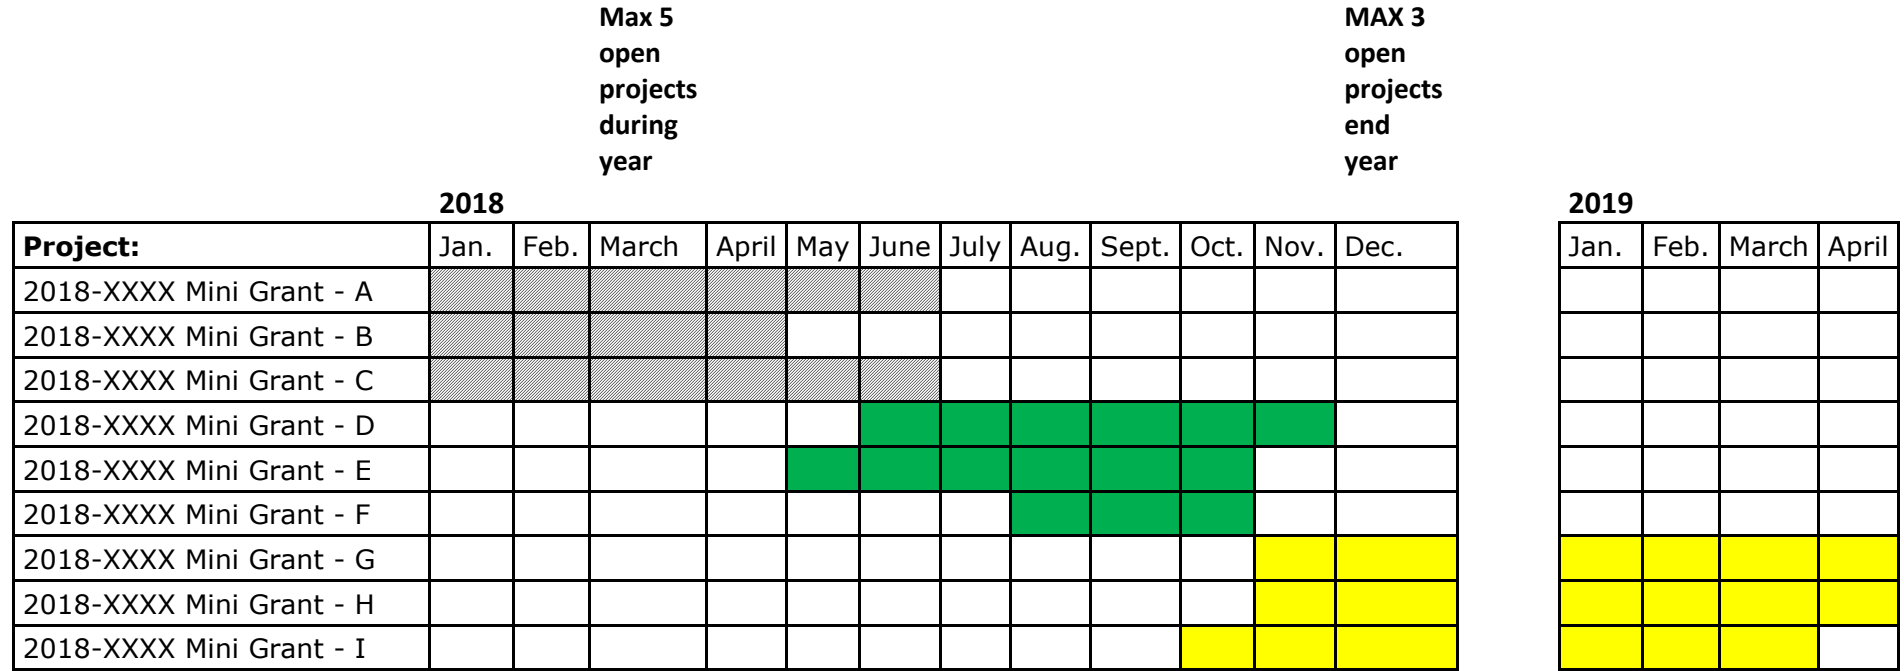 Max 5
open
projects
during
year
MAX 3
open
projects
end
year
2018
2019
Project: Jan. Feb. March April May June July Aug. Sept. Oct. Nov. Dec. Jan. Feb. March April
2018-XXXX Mini Grant - A
2018-XXXX Mini Grant - B
2018-XXXX Mini Grant - C
2018-XXXX Mini Grant - D
2018-XXXX Mini Grant - E
2018-XXXX Mini Grant - F
2018-XXXX Mini Grant - G
2018-XXXX Mini Grant - H
2018-XXXX Mini Grant - I